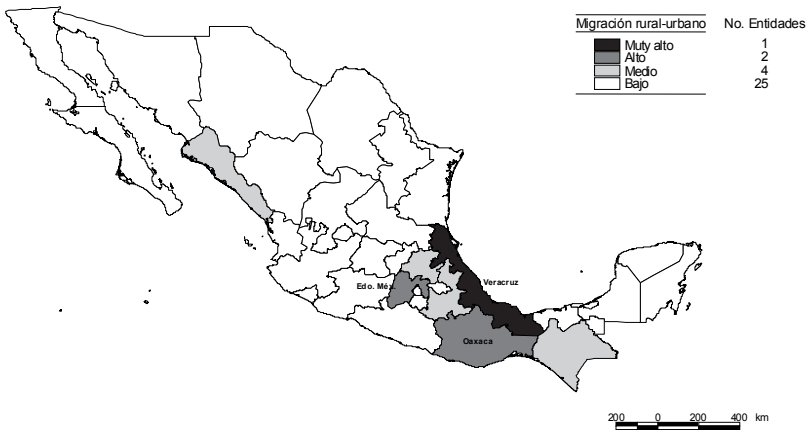 Migración rural-urbano No. Entidades
Muty alto 1
Alto 2
Medio 4
Bajo 25
Edo. Méx
Veracruz
Oaxaca
200 0 200 400 km